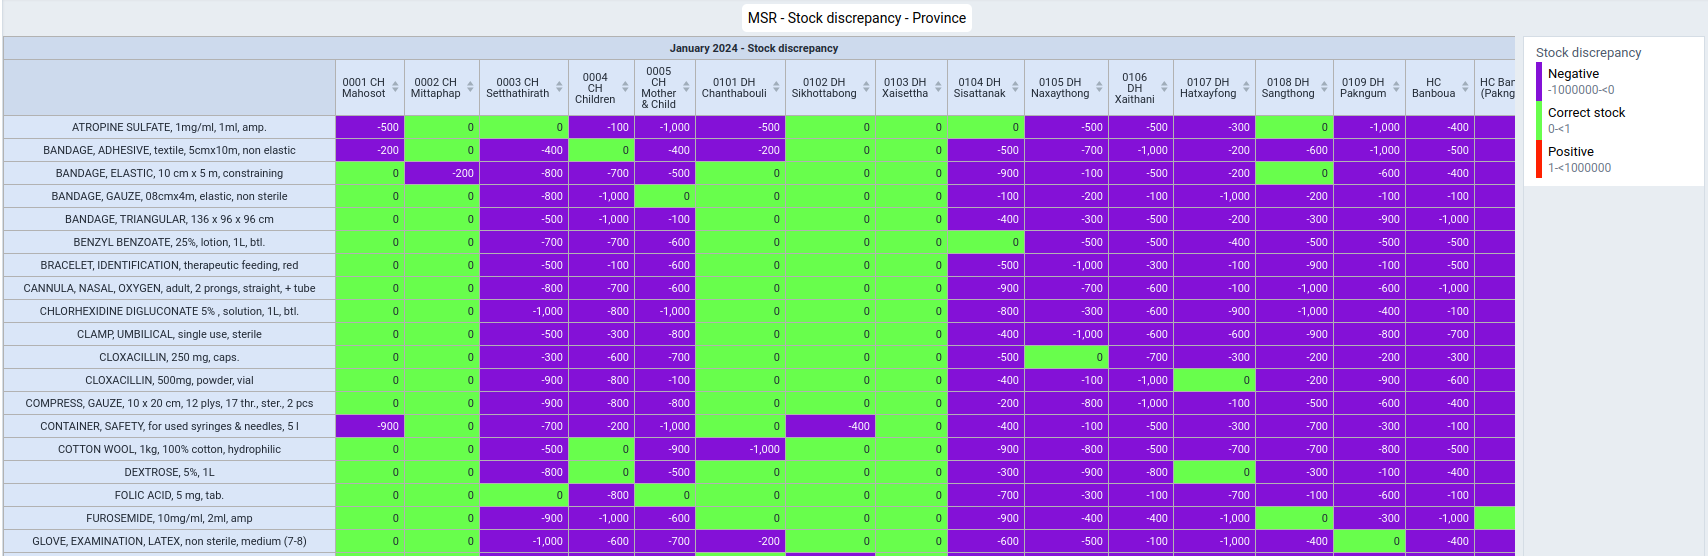 MSR - Stock discrepancy - Province
January 2024 - Stock discrepancy
0001 CH Mahosot 0002 CH Mittaphap 0003 CH Setthathirath 0004 CH Children 0005 CH Mother & Child 0101 DH Chanthabouli 0102 DH Sikhottabong 0103 DH Xaisettha 0104 DH Sisattanak 0105 DH Naxaythong 0106 DH Xaithani 0107 DH Hatxayfong 0108 DH Sangthong 0109 DH Pakngum HC Banboua HC Ban (Pakng
ATROPINE SULFATE, 1mg/ml, 1ml, amp. -500 0 0 -100 -1,000 -500 0 0 0 -500 -500 -300 0 -1,000 -400
BANDAGE, ADHESIVE, textile, 5cmx10m, non elastic -200 0 -400 0 -400 -200 0 0 -500 -700 -1,000 -200 -600 -1,000 -500
BANDAGE, ELASTIC, 10 cm x 5 m, constraining 0 -200 -800 -700 -500 0 0 0 -900 -100 -500 -200 0 -600 -400
BANDAGE, GAUZE, 08cmx4m, elastic, non sterile 0 0 -800 -1,000 0 0 0 0 -100 -200 -100 -1,000 -200 -100 -100
BANDAGE, TRIANGULAR, 136 x 96 x 96 cm 0 0 -500 -1,000 -100 0 0 0 -400 -300 -500 -200 -300 -900 -1,000
BENZYL BENZOATE, 25%, lotion, 1L, btl. 0 0 -700 -700 -600 0 0 0 0 -500 -500 -400 -500 -500 -500
BRACELET, IDENTIFICATION, therapeutic feeding, red 0 0 -500 -100 -600 0 0 0 -500 -1,000 -300 -100 -900 -100 -500
CANNULA, NASAL, OXYGEN, adult, 2 prongs, straight, + tube 0 0 -800 -700 -600 0 0 0 -900 -700 -600 -100 -1,000 -600 -1,000
CHLORHEXIDINE DIGLUCONATE 5% , solution, 1L, btl. 0 0 -1,000 -800 -1,000 0 0 0 -800 -300 -600 -900 -1,000 -400 -100
CLAMP, UMBILICAL, single use, sterile 0 0 -500 -300 -800 0 0 0 -400 -1,000 -600 -600 -900 -800 -700
CLOXACILLIN, 250 mg, caps. 0 0 -300 -600 -700 0 0 0 -500 0 -700 -300 -200 -200 -300
CLOXACILLIN, 500mg, powder, vial 0 0 -900 -800 -100 0 0 0 -400 -100 -1,000 0 -200 -900 -600
COMPRESS, GAUZE, 10 x 20 cm, 12 plys, 17 thr., ster., 2 pcs 0 0 -900 -800 -800 0 0 0 -200 -800 -1,000 -100 -500 -600 -400
CONTAINER, SAFETY, for used syringes & needles, 5 l -900 0 -700 -200 -1,000 0 -400 0 -400 -100 -500 -300 -700 -300 -100
COTTON WOOL, 1kg, 100% cotton, hydrophilic 0 0 -500 0 -900 -1,000 0 0 -900 -800 -500 -700 -700 -800 -500
DEXTROSE, 5%, 1L 0 0 -800 0 -500 0 0 0 -300 -900 -800 0 -300 -100 -400
FOLIC ACID, 5 mg, tab. 0 0 0 -800 0 0 0 0 -700 -300 -100 -700 -100 -600 -100
FUROSEMIDE, 10mg/ml, 2ml, amp 0 0 -900 -1,000 -600 0 0 0 -900 -400 -400 -1,000 0 -300 -1,000
GLOVE, EXAMINATION, LATEX, non sterile, medium (7-8) 0 0 -1,000 -600 -700 -200 0 0 -600 -500 -100 -1,000 -400 0 -400
Stock discrepancy
Negative
-1000000-<0
Correct stock
0-<1
Positive
1-<1000000